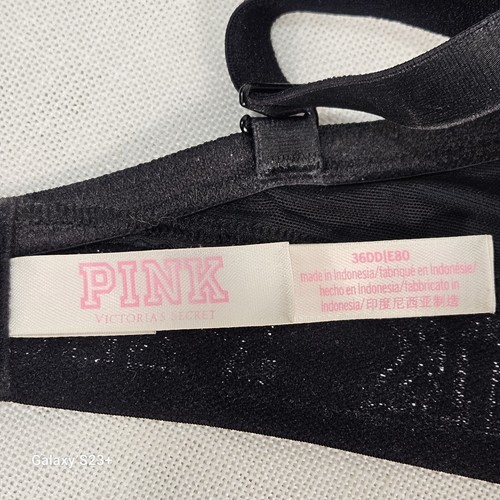 PINK
VICTORIA'S SECRET
36DD|E80
made in Indonesia/fabriqué en Indonésie/
hecho en Indonesia/fabbricato in
Indonesia/印度尼西亚制造
Galaxy S23+